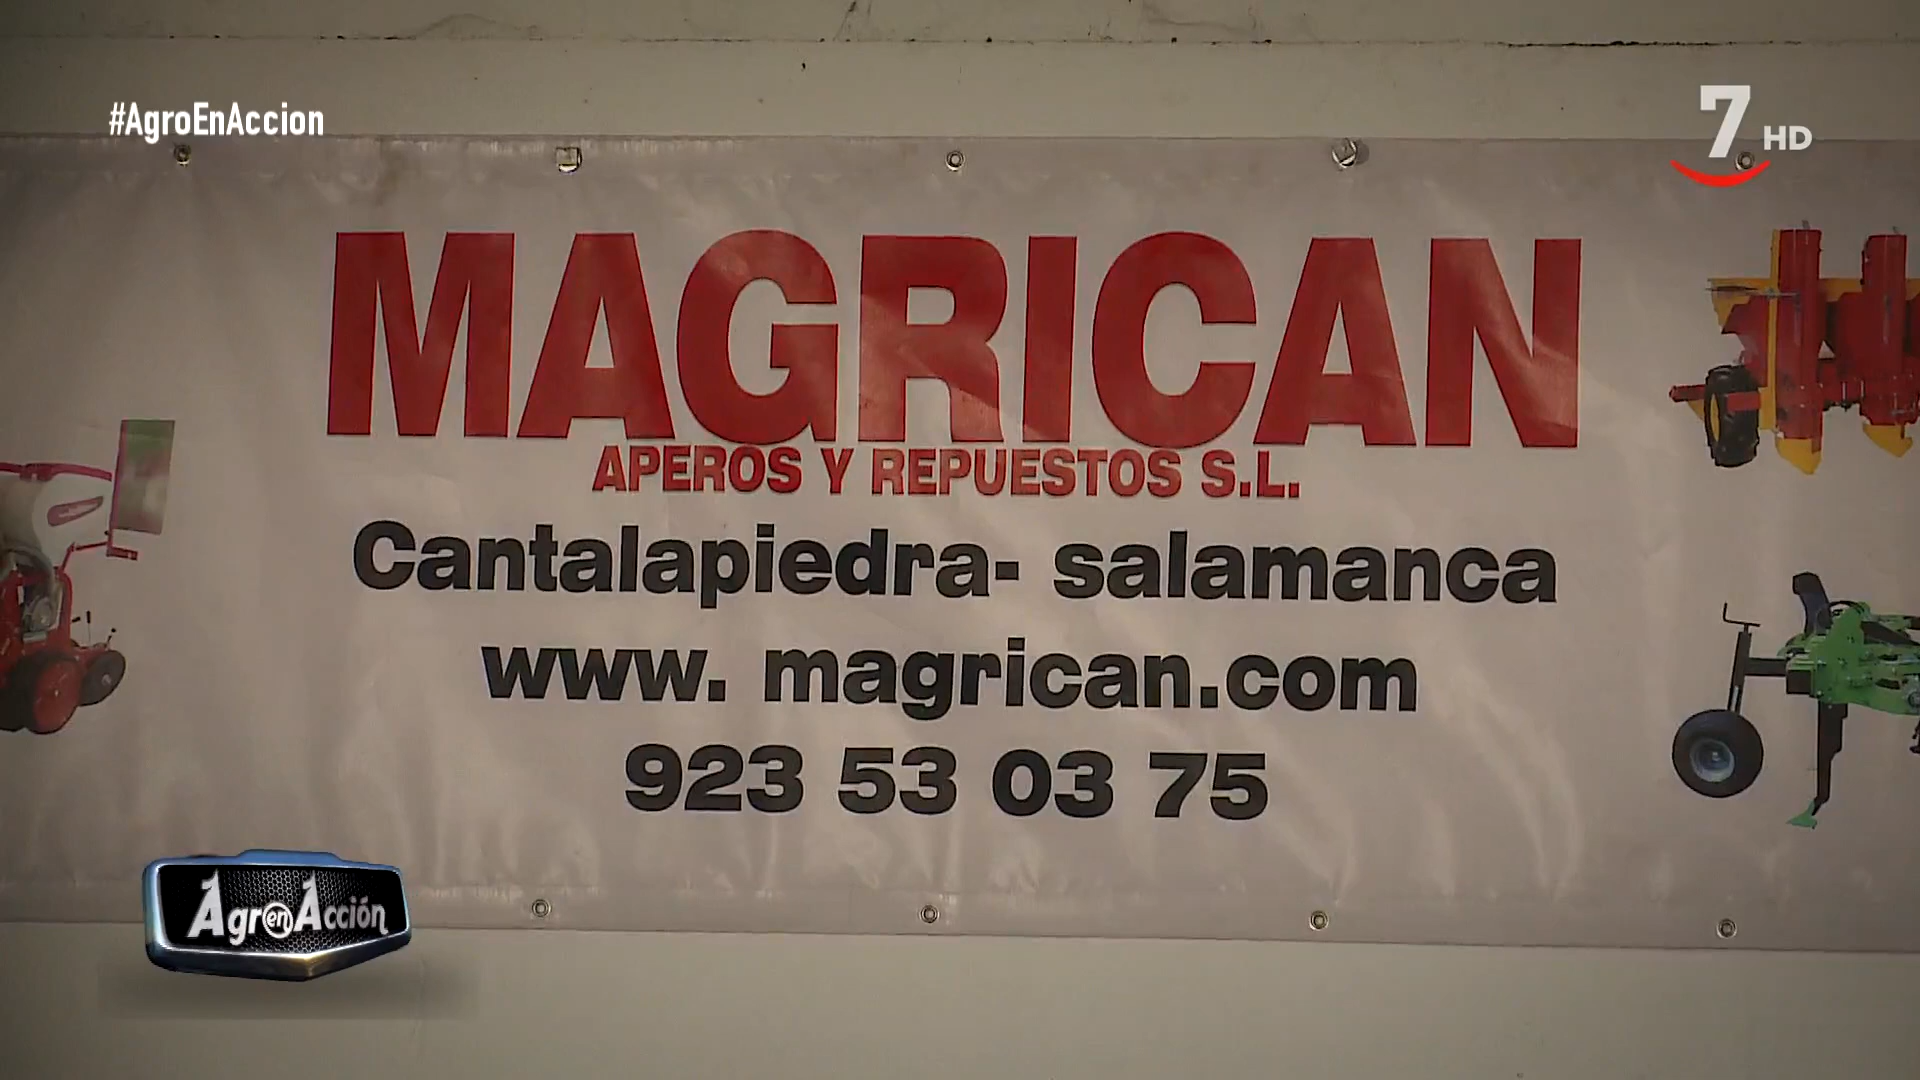 #AgroEnAccion
7 HD
MAGRICAN
APEROS Y REPUESTOS S.L.
Cantalapiedra- salamanca
www. magrican.com
923 53 03 75
AgroenAcción